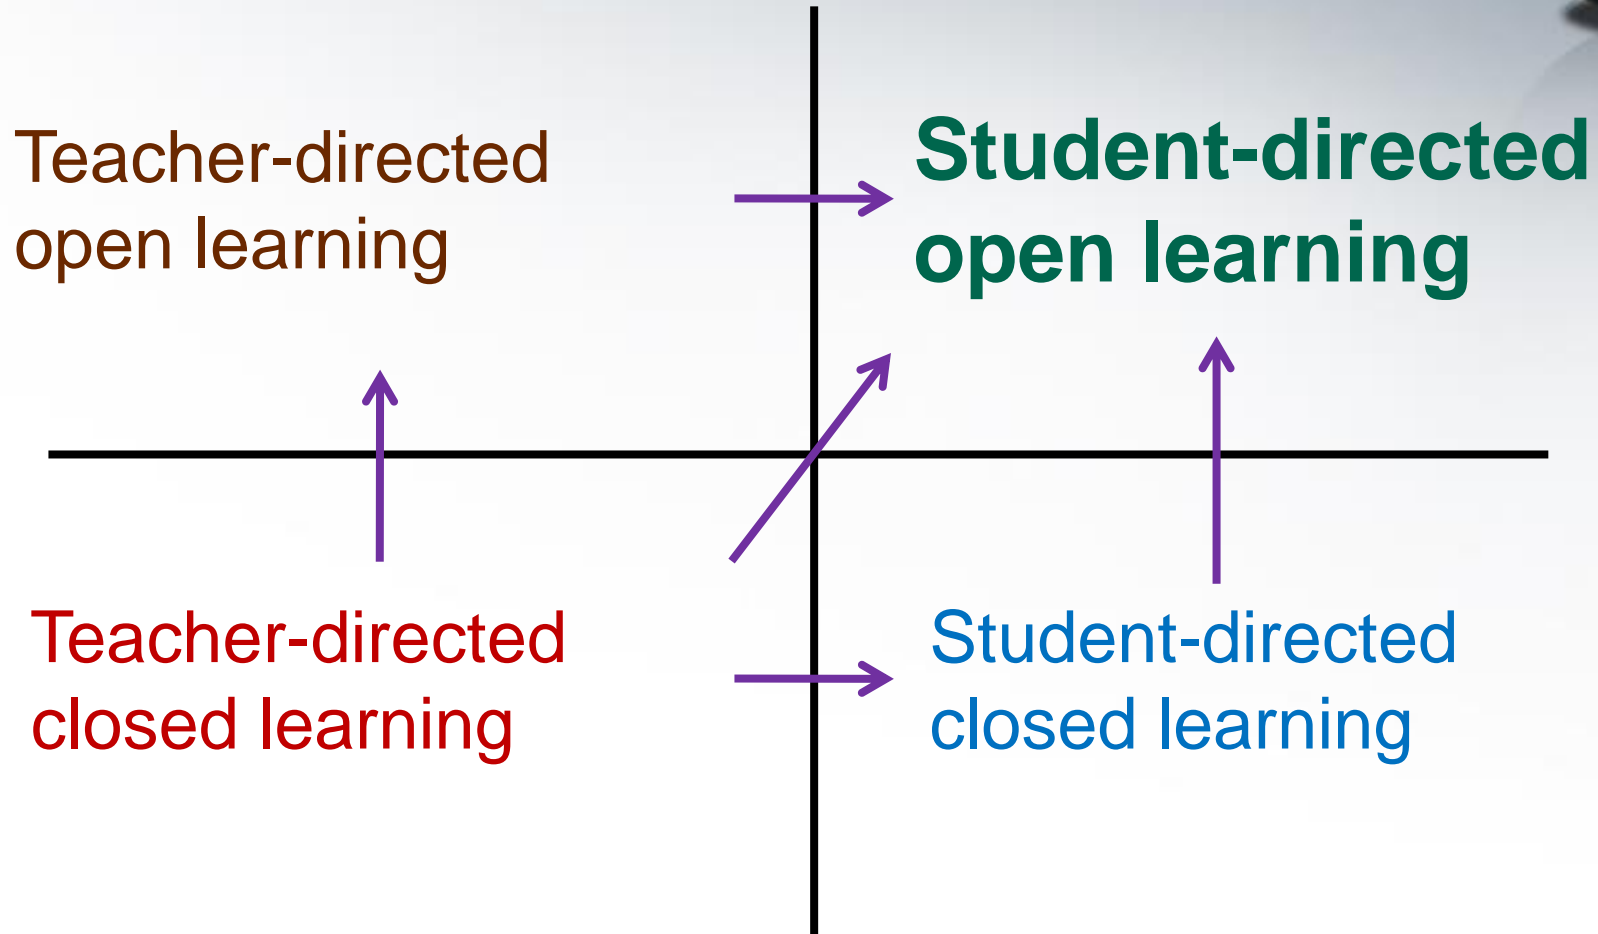 Teacher-directed
open learning
Student-directed
open learning
Teacher-directed
closed learning
Student-directed
closed learning